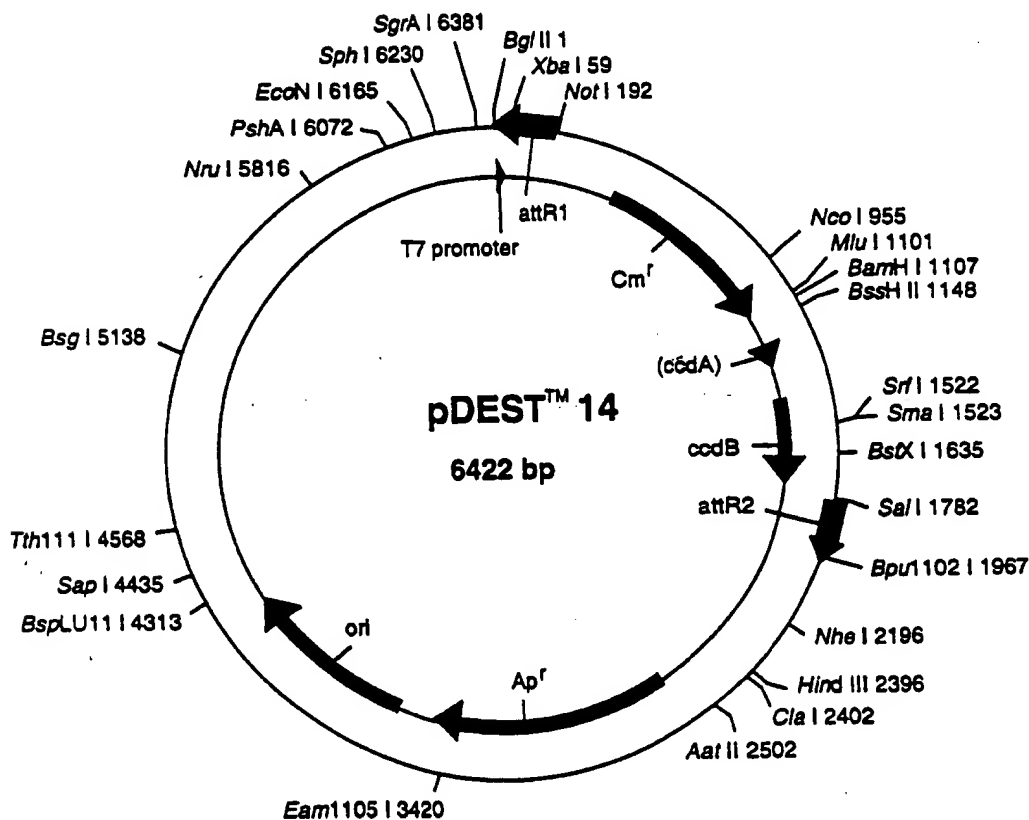 SgrA I 6381
Bgl II 1
Sph I 6230
Xba I 59
EcoN I 6165
Not I 192
PshA I 6072
Nru I 5816
attR1
T7 promoter
Cmʳ
Nco I 955
Mlu I 1101
BamH I 1107
BssH II 1148
Bsg I 5138
(ccdA)
pDEST™ 14
6422 bp
Srf I 1522
Sma I 1523
ccdB
BstX I 1635
attR2
Sal I 1782
Tth111 I 4568
Bpu1102 I 1967
Sap I 4435
BspLU11 I 4313
ori
Nhe I 2196
Apʳ
Hind III 2396
Cla I 2402
Aat II 2502
Eam1105 I 3420